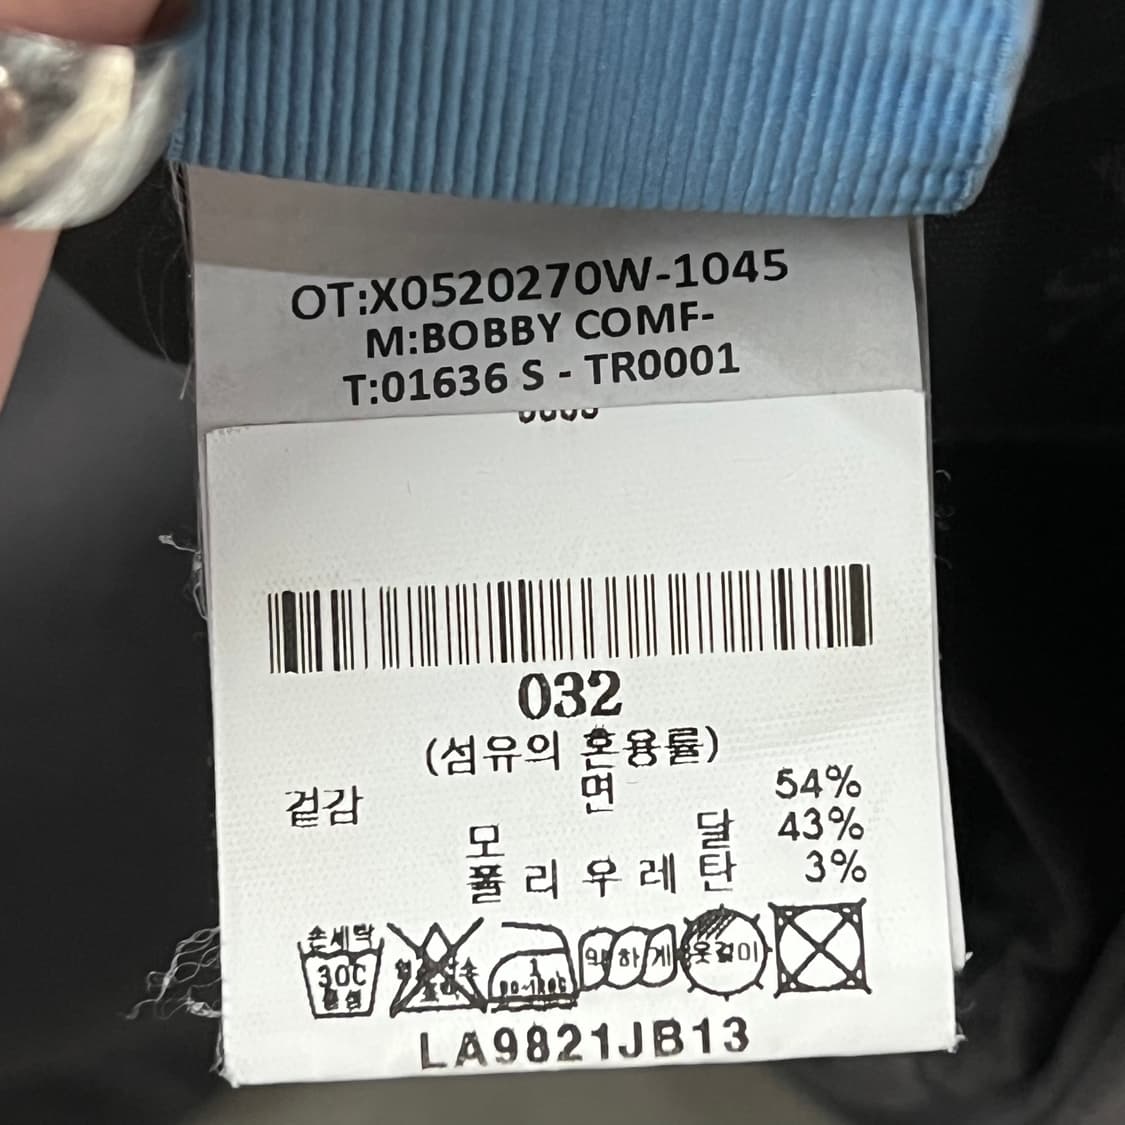 OT:X0520270W-1045
M:BOBBY COMF-
T:01636 S - TR0001
032
(섬유의 혼용률)
겉감 면 54%
모달 43%
폴리우레탄 3%
손세탁 약하게 옷걸이
30C 중성
LA9821JB13